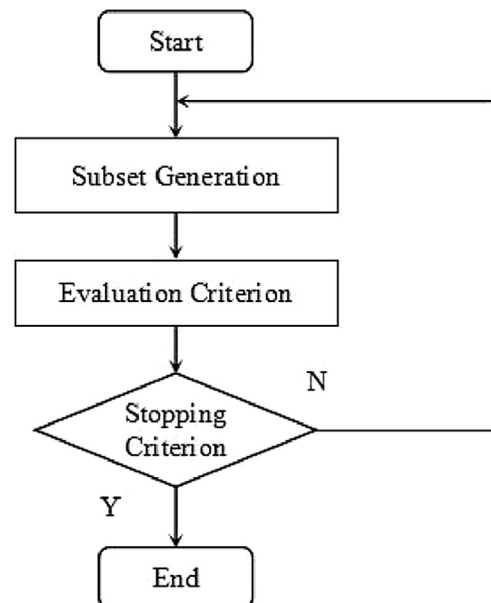 Start
Subset Generation
Evaluation Criterion
N
Stopping
Criterion
Y
End